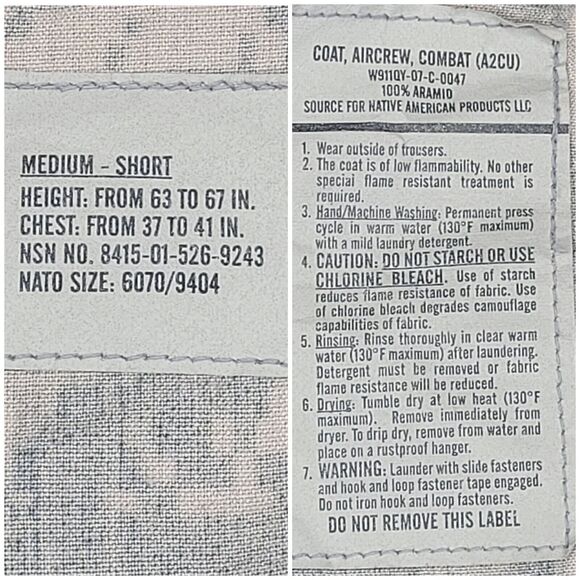 MEDIUM - SHORT
HEIGHT: FROM 63 TO 67 IN.
CHEST: FROM 37 TO 41 IN.
NSN NO. 8415-01-526-9243
NATO SIZE: 6070/9404
COAT, AIRCREW, COMBAT (A2CU)
W911QY-07-C-0047
100% ARAMID
SOURCE FOR NATIVE AMERICAN PRODUCTS LLC
1. Wear outside of trousers.
2. The coat is of low flammability. No other
special flame resistant treatment is
required.
3. Hand/Machine Washing: Permanent press
cycle in warm water (130°F maximum)
with a mild laundry detergent.
4. CAUTION: DO NOT STARCH OR USE
CHLORINE BLEACH. Use of starch
reduces flame resistance of fabric. Use
of chlorine bleach degrades camouflage
capabilities of fabric.
5. Rinsing: Rinse thoroughly in clear warm
water (130°F maximum) after laundering.
Detergent must be removed or fabric
flame resistance will be reduced.
6. Drying: Tumble dry at low heat (130°F
maximum). Remove immediately from
dryer. To drip dry, remove from water and
place on a rustproof hanger.
7. WARNING: Launder with slide fasteners
and hook and loop fastener tape engaged.
Do not iron hook and loop fasteners.
DO NOT REMOVE THIS LABEL